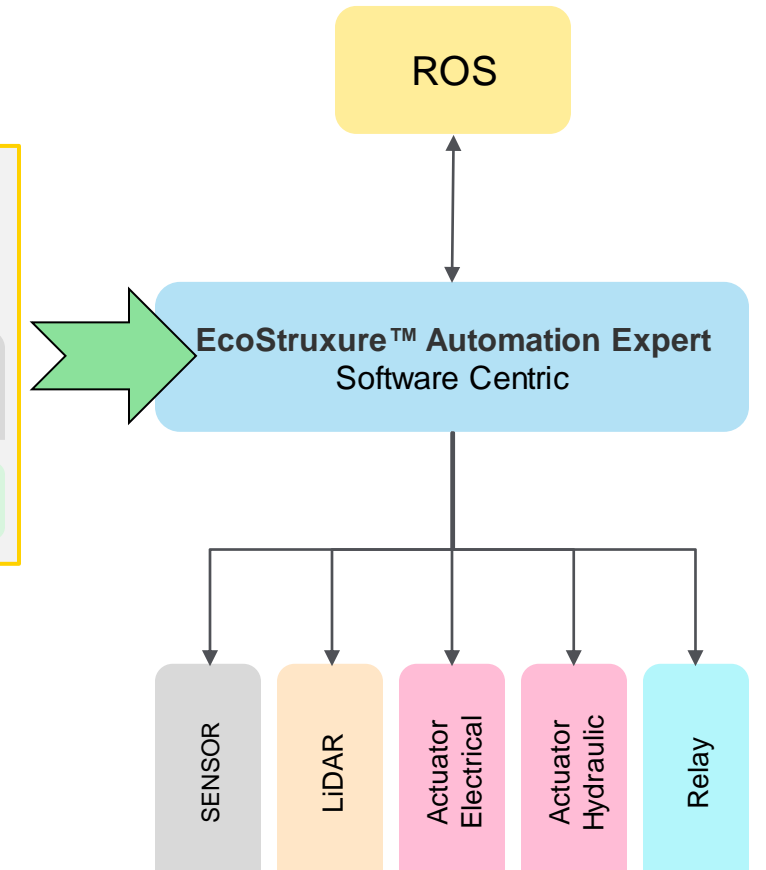 ROS
EcoStruxure™ Automation Expert
Software Centric
SENSOR
LiDAR
Actuator
Electrical
Actuator
Hydraulic
Relay